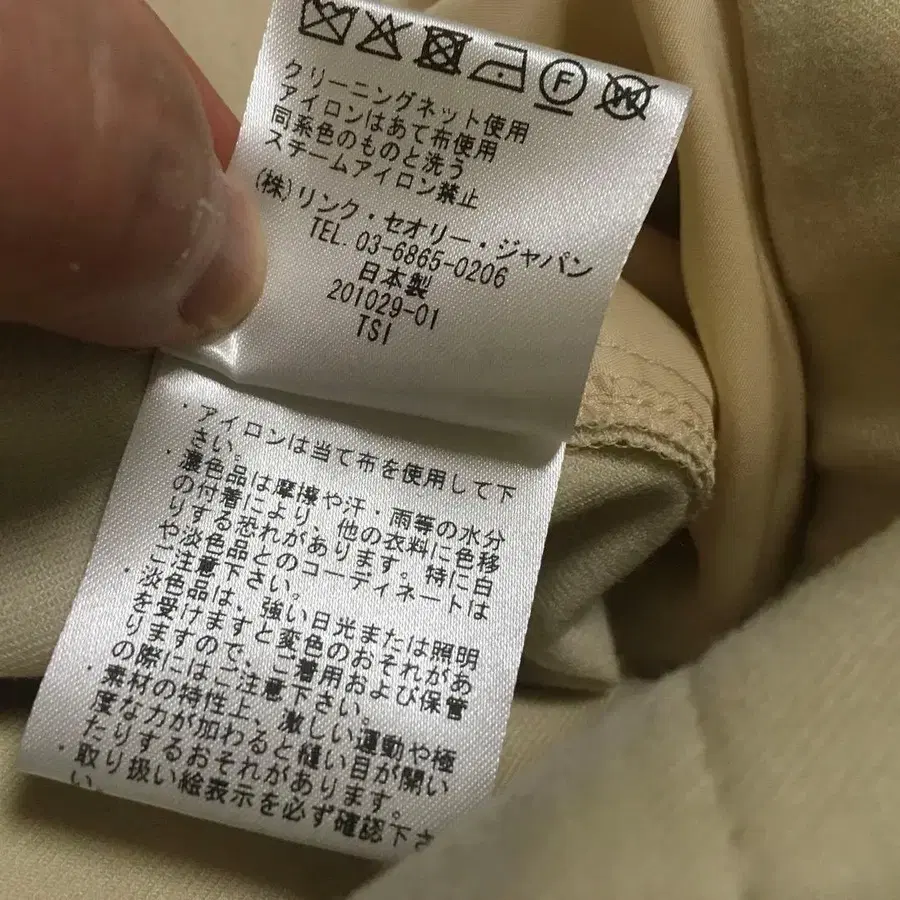 F
W
クリーニングネット使用
アイロンはあて布使用
同系色のものと洗う
スチームアイロン禁止
(株)リンク・セオリー・ジャパン
TEL. 03-6865-0206
日本製
201029-01
TSI
・アイロンは当て布を使用して下
さい。
・濃色品は摩擦や汗・雨等の水分
の付着により、他の衣料に色移
りする恐れがあります。特に白
や淡色品とのコーディネートは
ご注意下さい。
・淡色品は、強い日光または照明
を受けますと変色のおそれがあ
りますので、ご着用および保管
の際にはご注意下さい。
・素材の特性上、激しい運動や極
度な力が加わると縫い目が開い
たりするおそれがあります。
・取り扱い絵表示を必ず確認下さ
い。